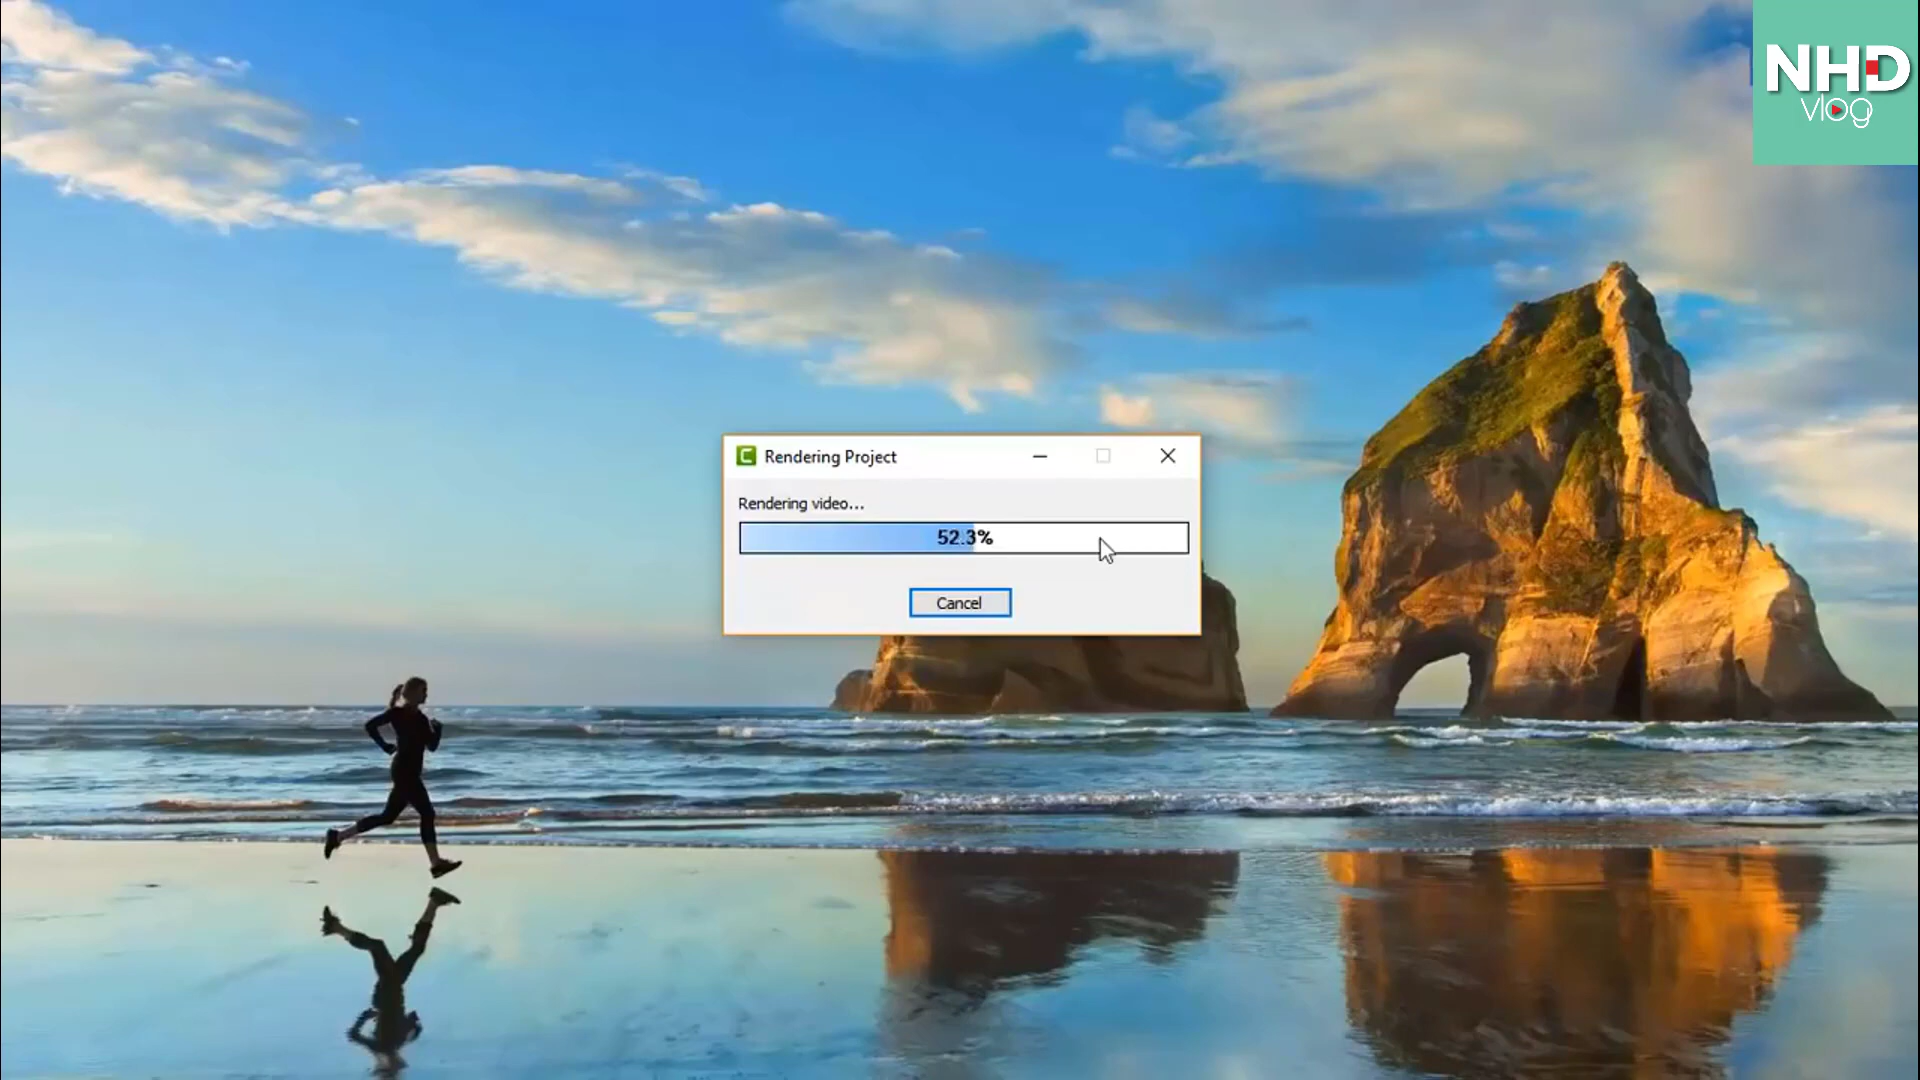 NHD
vlog
Rendering Project
Rendering video...
52.3%
Cancel